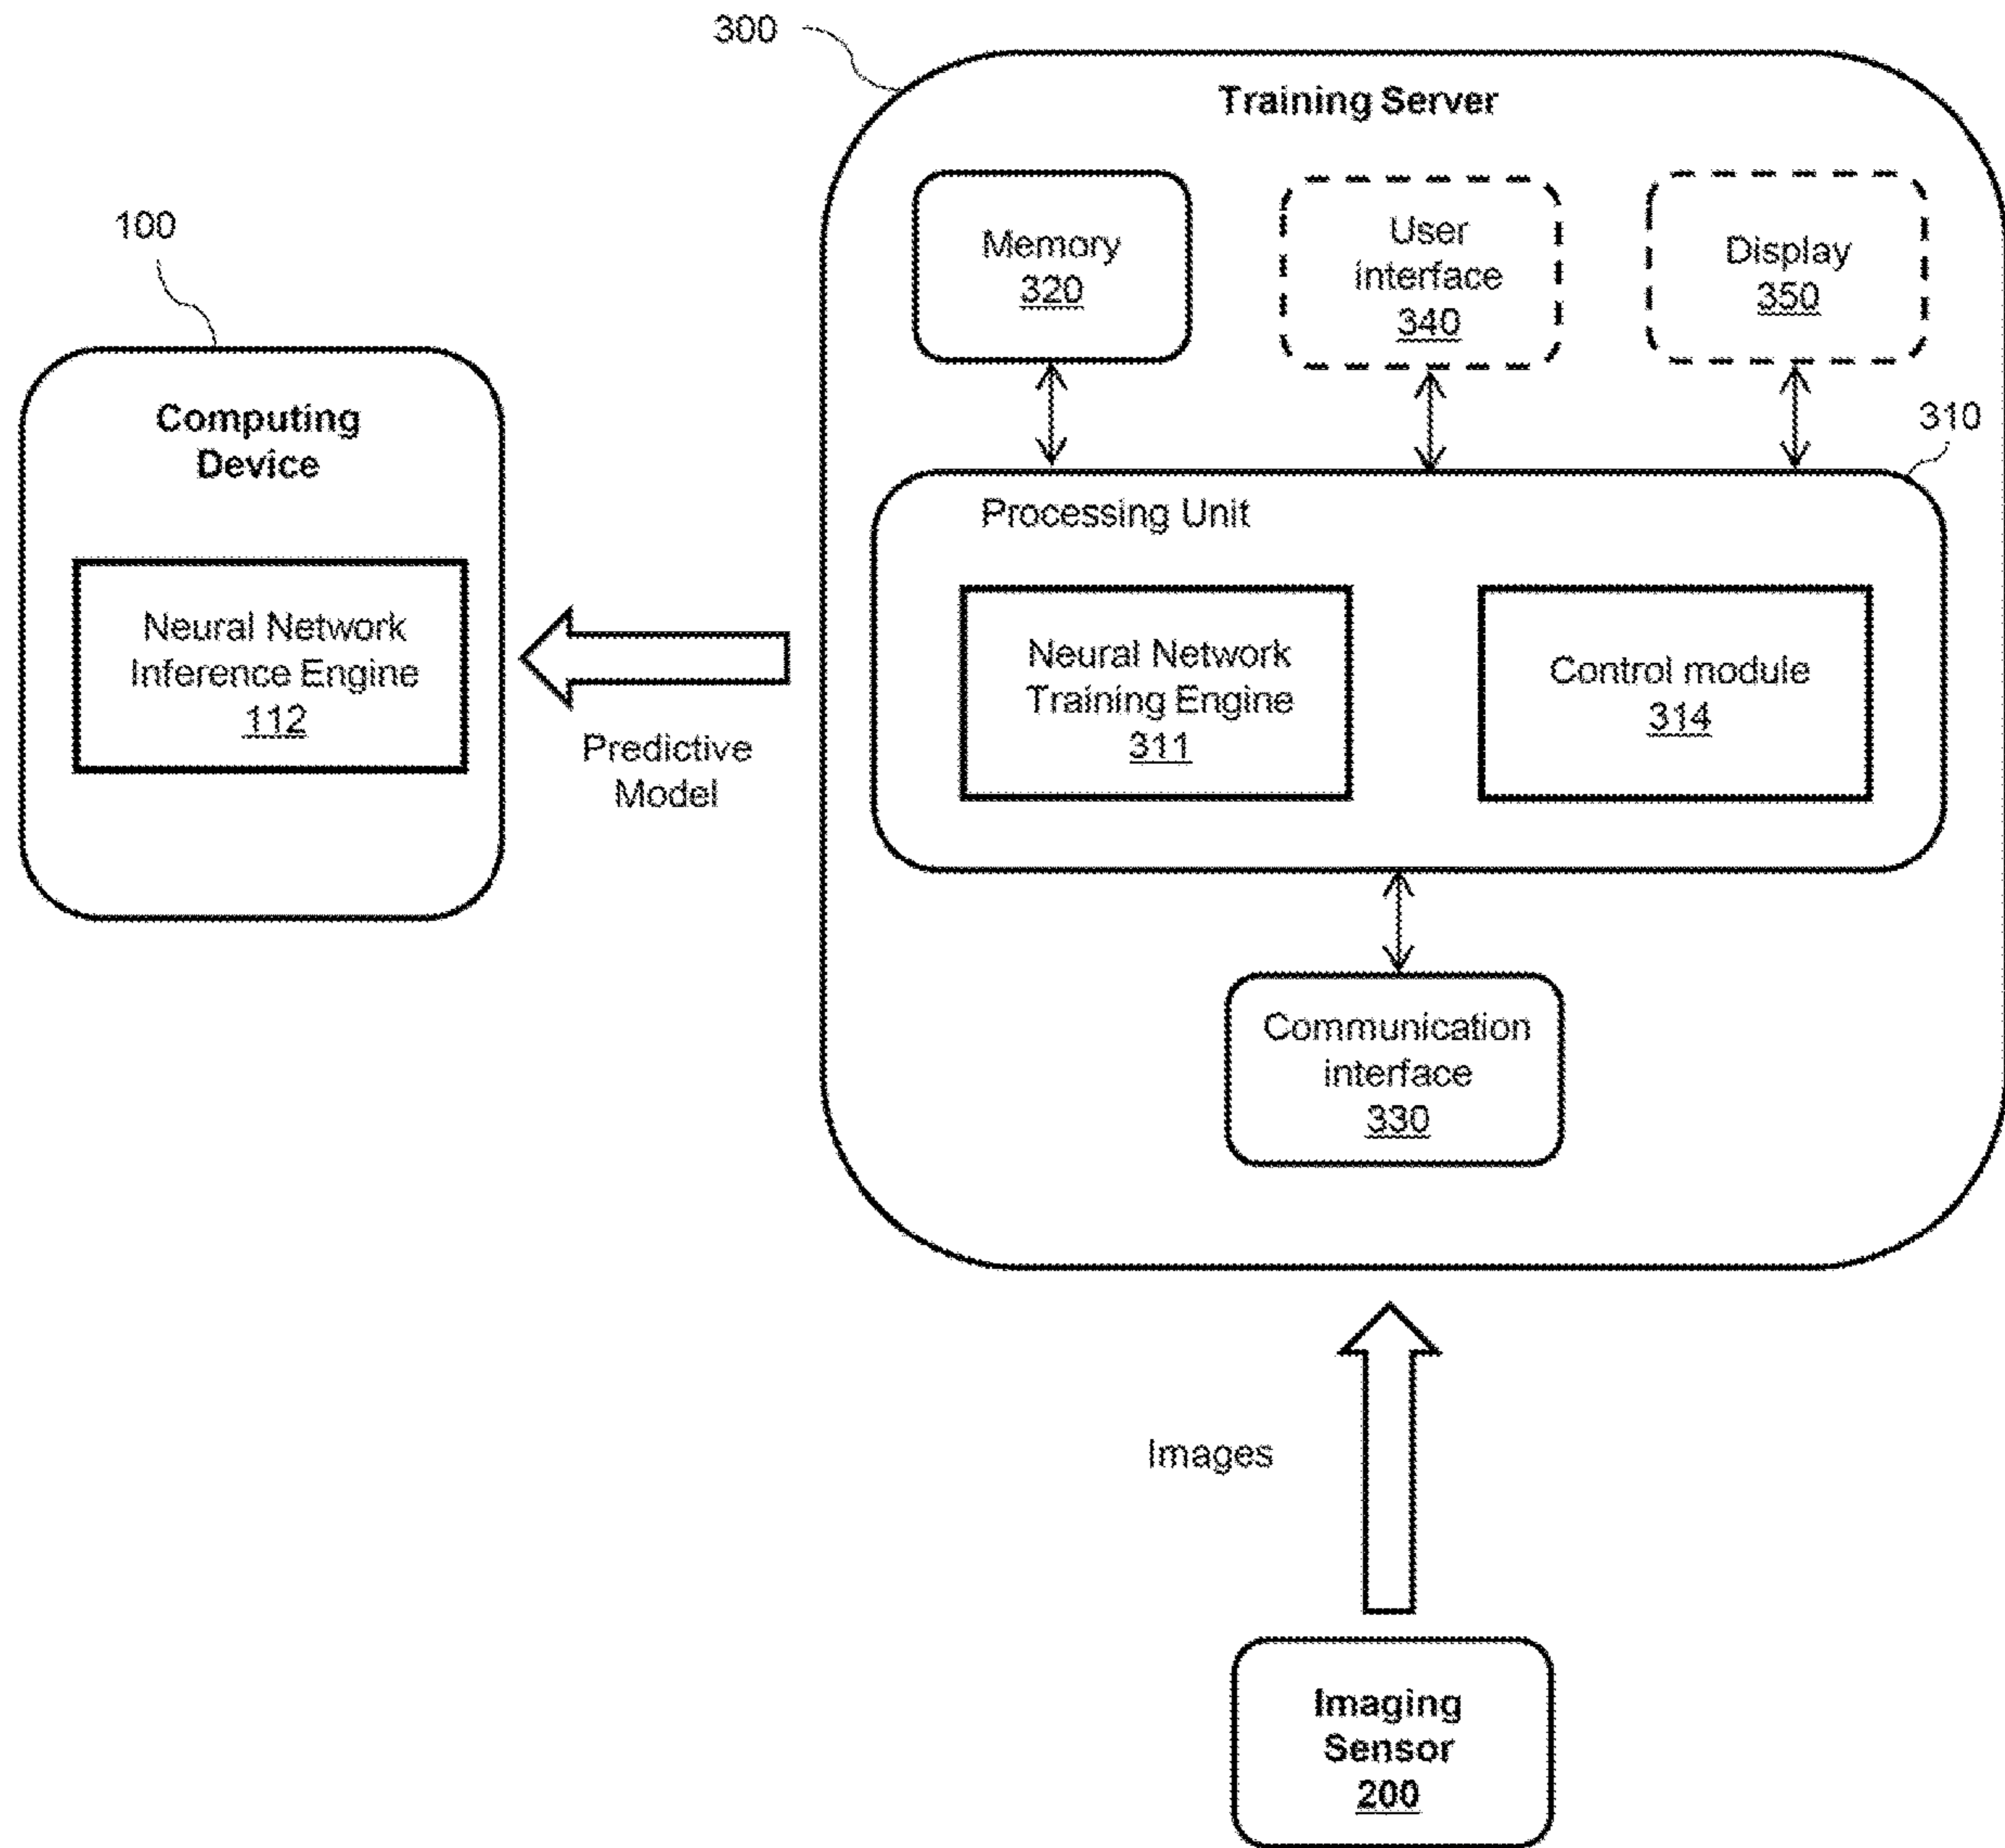 300
Training Server
Memory
320
User
interface
340
Display
350
100
Computing
Device
310
Processing Unit
Neural Network
Inference Engine
112
Neural Network
Training Engine
311
Control module
314
Predictive
Model
Communication
interface
330
Images
Imaging
Sensor
200